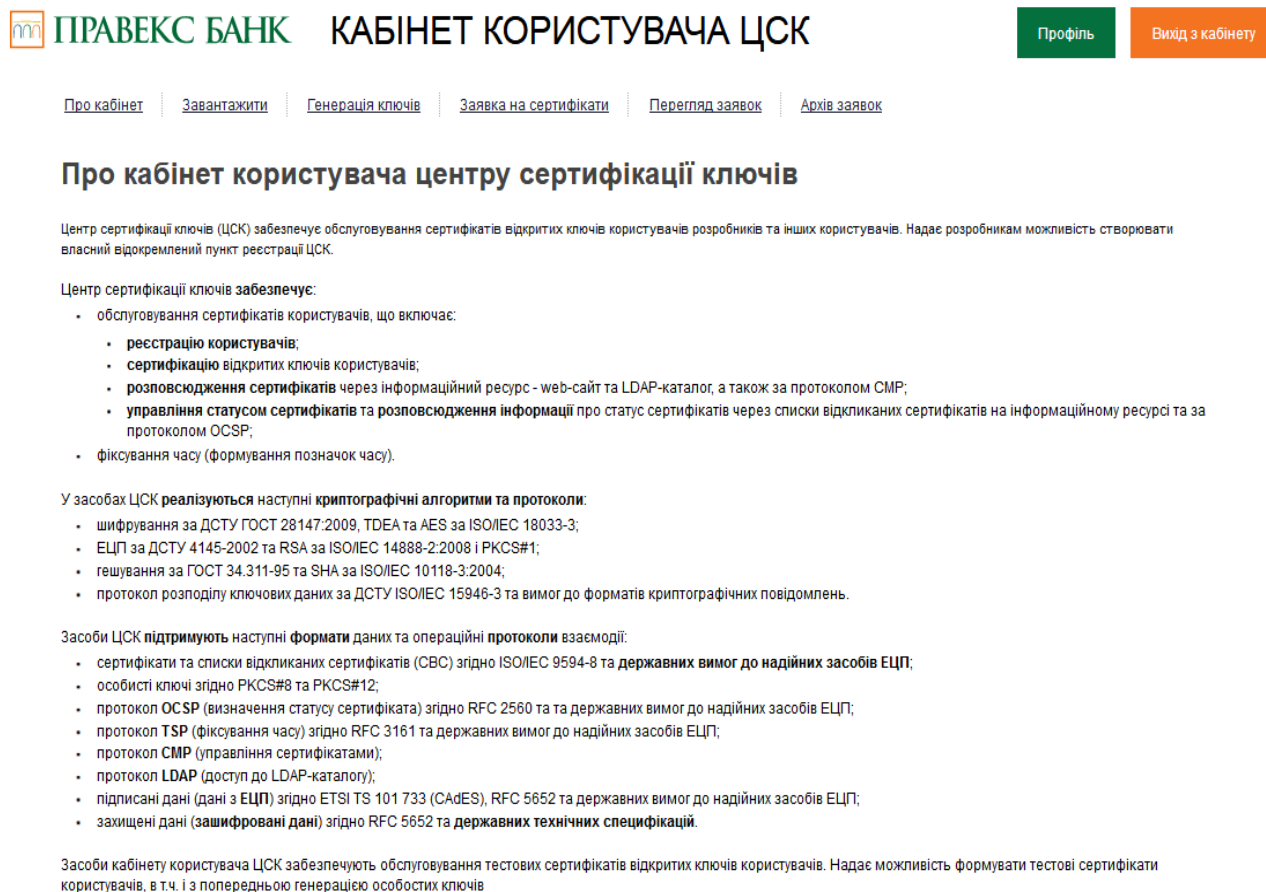 ПРАВЕКС БАНК КАБІНЕТ КОРИСТУВАЧА ЦСК Профіль Вихід з кабінету
Про кабінет Завантажити Генерація ключів Заявка на сертифікати Перегляд заявок Архів заявок
Про кабінет користувача центру сертифікації ключів
Центр сертифікації ключів (ЦСК) забезпечує обслуговування сертифікатів відкритих ключів користувачів розробників та інших користувачів. Надає розробникам можливість створювати
власний відокремлений пункт реєстрації ЦСК.
Центр сертифікації ключів забезпечує:
• обслуговування сертифікатів користувачів, що включає:
• реєстрацію користувачів;
• сертифікацію відкритих ключів користувачів;
• розповсюдження сертифікатів через інформаційний ресурс - web-сайт та LDAP-каталог, а також за протоколом CMP;
• управління статусом сертифікатів та розповсюдження інформації про статус сертифікатів через списки відкликаних сертифікатів на інформаційному ресурсі та за
протоколом OCSP;
• фіксування часу (формування позначок часу).
У засобах ЦСК реалізуються наступні криптографічні алгоритми та протоколи:
• шифрування за ДСТУ ГОСТ 28147:2009, TDEA та AES за ISO/IEC 18033-3;
• ЕЦП за ДСТУ 4145-2002 та RSA за ISO/IEC 14888-2:2008 і PKCS#1;
• гешування за ГОСТ 34.311-95 та SHA за ISO/IEC 10118-3:2004;
• протокол розподілу ключових даних за ДСТУ ISO/IEC 15946-3 та вимог до форматів криптографічних повідомлень.
Засоби ЦСК підтримують наступні формати даних та операційні протоколи взаємодії:
• сертифікати та списки відкликаних сертифікатів (СВС) згідно ISO/IEC 9594-8 та державних вимог до надійних засобів ЕЦП;
• особисті ключі згідно PKCS#8 та PKCS#12;
• протокол OCSP (визначення статусу сертифіката) згідно RFC 2560 та та державних вимог до надійних засобів ЕЦП;
• протокол TSP (фіксування часу) згідно RFC 3161 та державних вимог до надійних засобів ЕЦП;
• протокол CMP (управління сертифікатами);
• протокол LDAP (доступ до LDAP-каталогу);
• підписані дані (дані з ЕЦП) згідно ETSI TS 101 733 (CAdES), RFC 5652 та державних вимог до надійних засобів ЕЦП;
• захищені дані (зашифровані дані) згідно RFC 5652 та державних технічних специфікацій.
Засоби кабінету користувача ЦСК забезпечують обслуговування тестових сертифікатів відкритих ключів користувачів. Надає можливість формувати тестові сертифікати
користувачів, в т.ч. і з попередньою генерацією особостих ключів